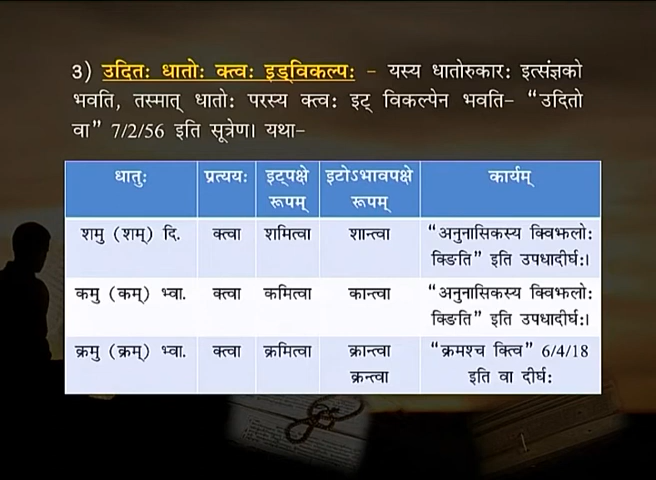 3) उदितः धातोः क्त्वः इड्विकल्पः - यस्य धातोरुकारः इत्संज्ञको
भवति, तस्मात् धातोः परस्य क्त्वः इट् विकल्पेन भवति- “उदितो
वा” 7/2/56 इति सूत्रेण। यथा-
धातुः प्रत्ययः इट्पक्षे रूपम् इटोऽभावपक्षे रूपम् कार्यम्
शमु (शम्) दि. क्त्वा शमित्वा शान्त्वा “अनुनासिकस्य क्विझलोः
क्ङिति” इति उपधादीर्घः।
कमु (कम्) भ्वा. क्त्वा कमित्वा कान्त्वा “अनुनासिकस्य क्विझलोः
क्ङिति” इति उपधादीर्घः।
क्रमु (क्रम्) भ्वा. क्त्वा क्रमित्वा क्रान्त्वा “क्रमश्च क्त्वि” 6/4/18
क्रन्त्वा इति वा दीर्घः